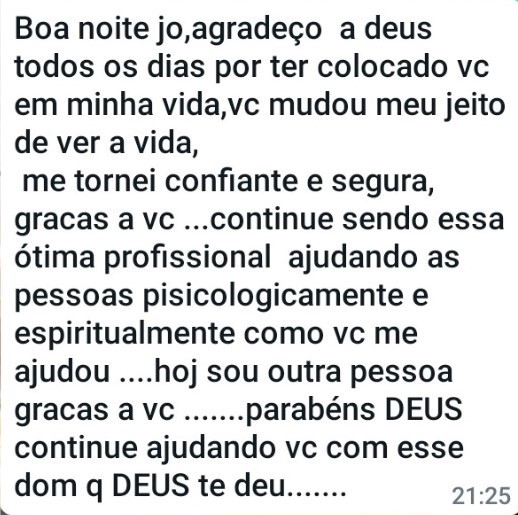 Boa noite jo,agradeço  a deus
todos os dias por ter colocado vc
em minha vida,vc mudou meu jeito
de ver a vida,
 me tornei confiante e segura,
gracas a vc ...continue sendo essa
ótima profissional  ajudando as
pessoas pisicologicamente e
espiritualmente como vc me
ajudou ....hoj sou outra pessoa
gracas a vc .......parabéns DEUS
continue ajudando vc com esse
dom q DEUS te deu.......
21:25